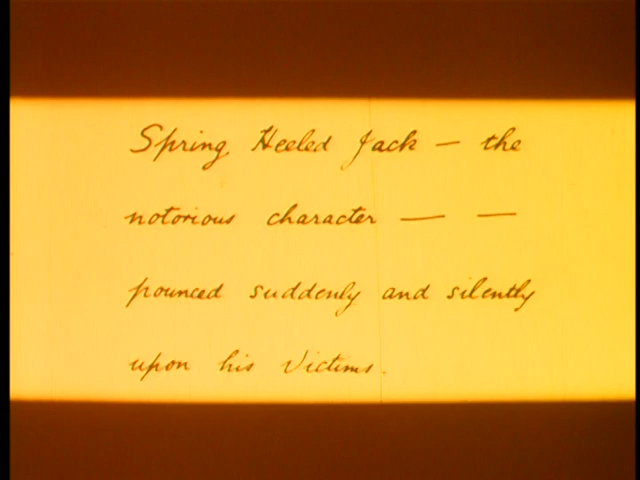 Spring Heeled Jack — the
notorious character — —
pounced suddenly and silently
upon his Victims.